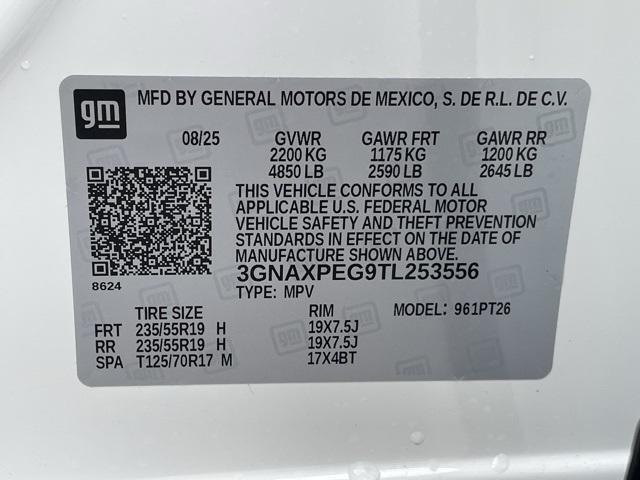 gm MFD BY GENERAL MOTORS DE MEXICO, S. DE R.L. DE C.V.
08/25 GVWR GAWR FRT GAWR RR
2200 KG 1175 KG 1200 KG
4850 LB 2590 LB 2645 LB
THIS VEHICLE CONFORMS TO ALL
APPLICABLE U.S. FEDERAL MOTOR
VEHICLE SAFETY AND THEFT PREVENTION
STANDARDS IN EFFECT ON THE DATE OF
MANUFACTURE SHOWN ABOVE.
3GNAXPEG9TL253556
8624 TYPE: MPV
TIRE SIZE RIM MODEL: 961PT26
FRT 235/55R19 H 19X7.5J
RR 235/55R19 H 19X7.5J
SPA T125/70R17 M 17X4BT